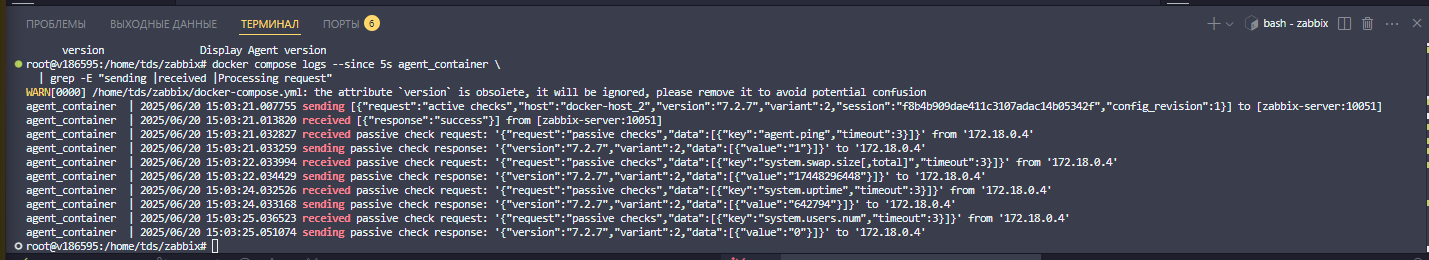 ПРОБЛЕМЫ ВЫХОДНЫЕ ДАННЫЕ ТЕРМИНАЛ ПОРТЫ 6 bash - zabbix
version Display Agent version
root@v186595:/home/tds/zabbix# docker compose logs --since 5s agent_container \
| grep -E "sending |received |Processing request"
WARN[0000] /home/tds/zabbix/docker-compose.yml: the attribute `version` is obsolete, it will be ignored, please remove it to avoid potential confusion
agent_container | 2025/06/20 15:03:21.007755 sending [{"request":"active checks","host":"docker-host_2","version":"7.2.7","variant":2,"session":"f8b4b909dae411c3107adac14b05342f","config_revision":1}] to [zabbix-server:10051]
agent_container | 2025/06/20 15:03:21.013820 received [{"response":"success"}] from [zabbix-server:10051]
agent_container | 2025/06/20 15:03:21.032827 received passive check request: '{"request":"passive checks","data":[{"key":"agent.ping","timeout":3}]}' from '172.18.0.4'
agent_container | 2025/06/20 15:03:21.033259 sending passive check response: '{"version":"7.2.7","variant":2,"data":[{"value":"1"}]}' to '172.18.0.4'
agent_container | 2025/06/20 15:03:22.033994 received passive check request: '{"request":"passive checks","data":[{"key":"system.swap.size[,total]","timeout":3}]}' from '172.18.0.4'
agent_container | 2025/06/20 15:03:22.034429 sending passive check response: '{"version":"7.2.7","variant":2,"data":[{"value":"17448296448"}]}' to '172.18.0.4'
agent_container | 2025/06/20 15:03:24.032526 received passive check request: '{"request":"passive checks","data":[{"key":"system.uptime","timeout":3}]}' from '172.18.0.4'
agent_container | 2025/06/20 15:03:24.033168 sending passive check response: '{"version":"7.2.7","variant":2,"data":[{"value":"642794"}]}' to '172.18.0.4'
agent_container | 2025/06/20 15:03:25.036523 received passive check request: '{"request":"passive checks","data":[{"key":"system.users.num","timeout":3}]}' from '172.18.0.4'
agent_container | 2025/06/20 15:03:25.051074 sending passive check response: '{"version":"7.2.7","variant":2,"data":[{"value":"0"}]}' to '172.18.0.4'
root@v186595:/home/tds/zabbix#